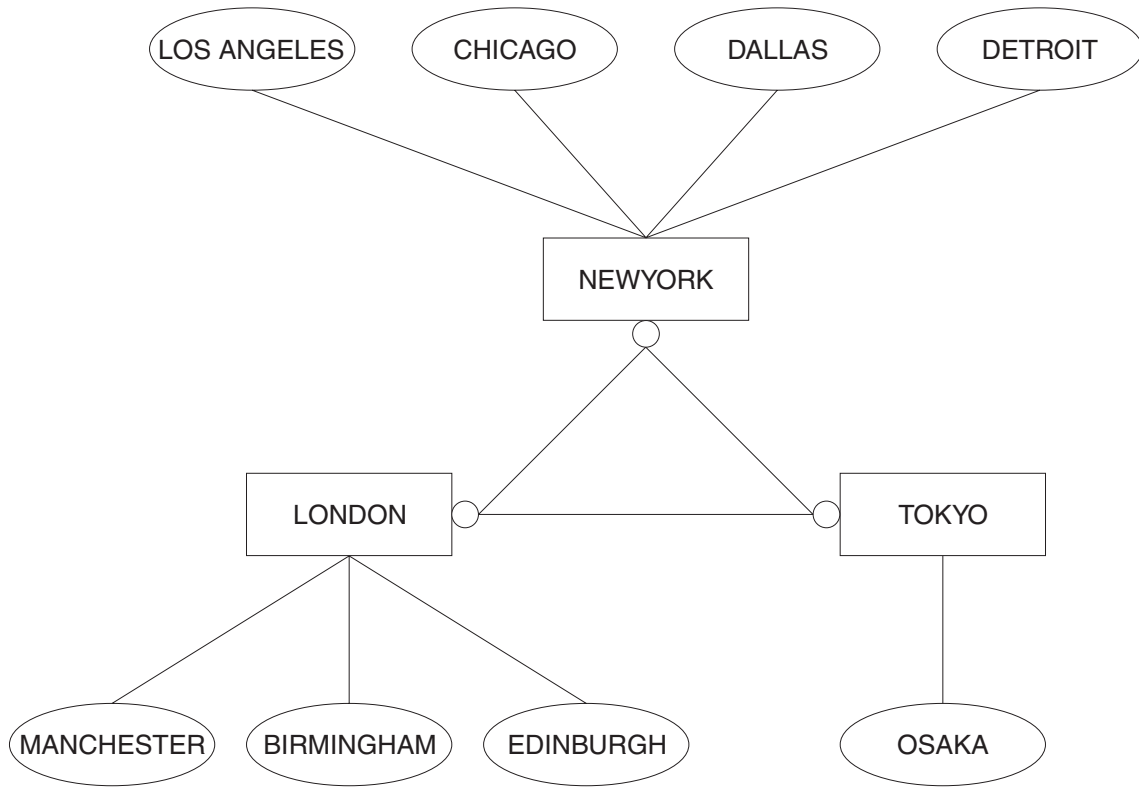 LOS ANGELES
CHICAGO
DALLAS
DETROIT
NEWYORK
LONDON
TOKYO
MANCHESTER
BIRMINGHAM
EDINBURGH
OSAKA